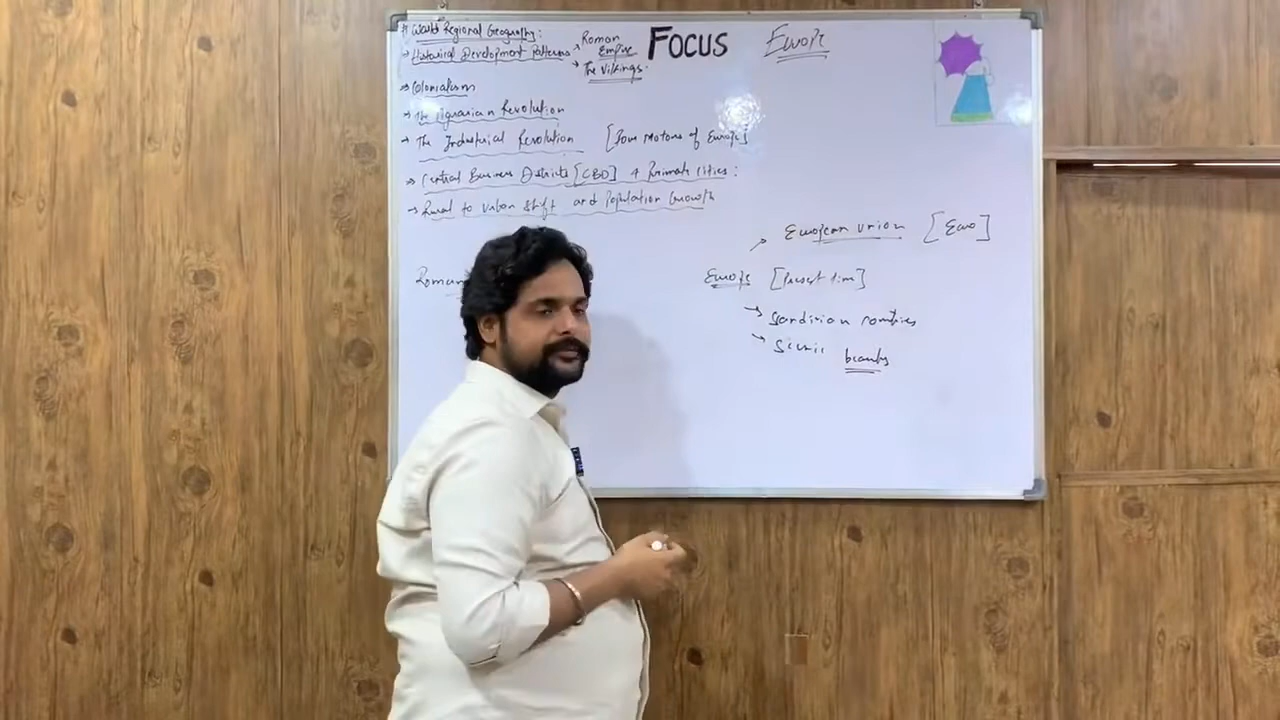 # World Regional Geography:
→ Historical Development Patterns
→ Roman Empire
→ The Vikings.
FOCUS
Europe
→ Colonialism
→ The Agrarian Revolution
→ The Industrial Revolution [Four Motors of Europe]
→ Central Business Districts [CBD] & Primate Cities:
→ Rural to Urban Shift and Population Growth
Roman
European Union [Euro]
Europe [Present time]
→ countries
→ Scenic beauty